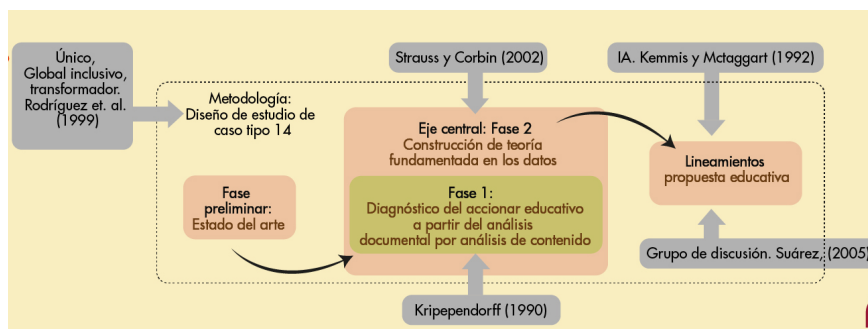 Único,
Global inclusivo,
transformador.
Rodríguez et. al.
(1999)
Strauss y Corbin (2002)
IA. Kemmis y Mctaggart (1992)
Metodología:
Diseño de estudio de
caso tipo 14
Eje central: Fase 2
Construcción de teoría
fundamentada en los datos
Fase
preliminar:
Estado del arte
Fase 1:
Diagnóstico del accionar educativo
a partir del análisis
documental por análisis de contenido
Lineamientos
propuesta educativa
Grupo de discusión. Suárez, (2005)
Kripependorff (1990)